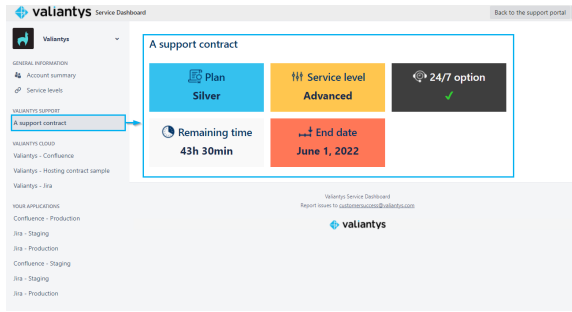 valiantys Service Dashboard
Back to the support portal
Valiantys
GENERAL INFORMATION
Account summary
Service levels
VALIANTYS SUPPORT
A support contract
VALIANTYS CLOUD
Valiantys - Confluence
Valiantys - Hosting contract sample
Valiantys - Jira
YOUR APPLICATIONS
Confluence - Production
Jira - Staging
Jira - Production
Confluence - Staging
Jira - Staging
Jira - Production
A support contract
Plan
Silver
Service level
Advanced
24/7 option
Remaining time
43h 30min
End date
June 1, 2022
Valiantys Service Dashboard
Report issues to customersuccess@valiantys.com
valiantys